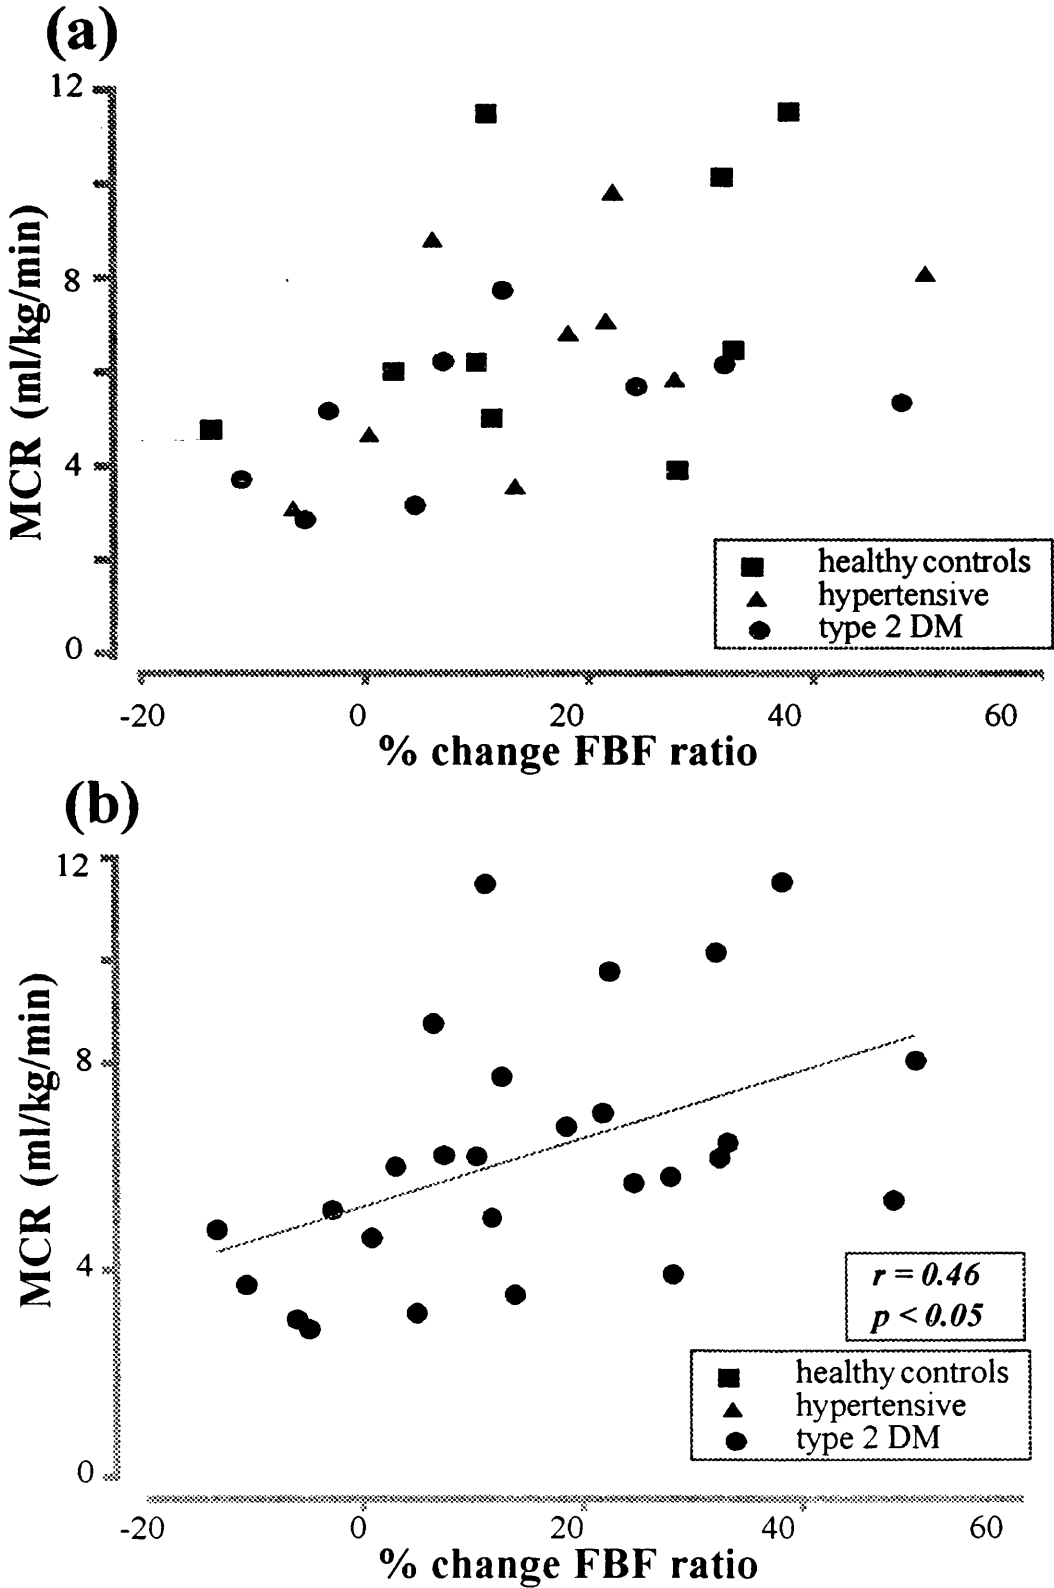 (a)
12
8
4
0
MCR (ml/kg/min)
healthy controls
hypertensive
type 2 DM
-20 0 20 40 60
% change FBF ratio
(b)
12
8
4
0
MCR (ml/kg/min)
r = 0.46
p < 0.05
healthy controls
hypertensive
type 2 DM
-20 0 20 40 60
% change FBF ratio